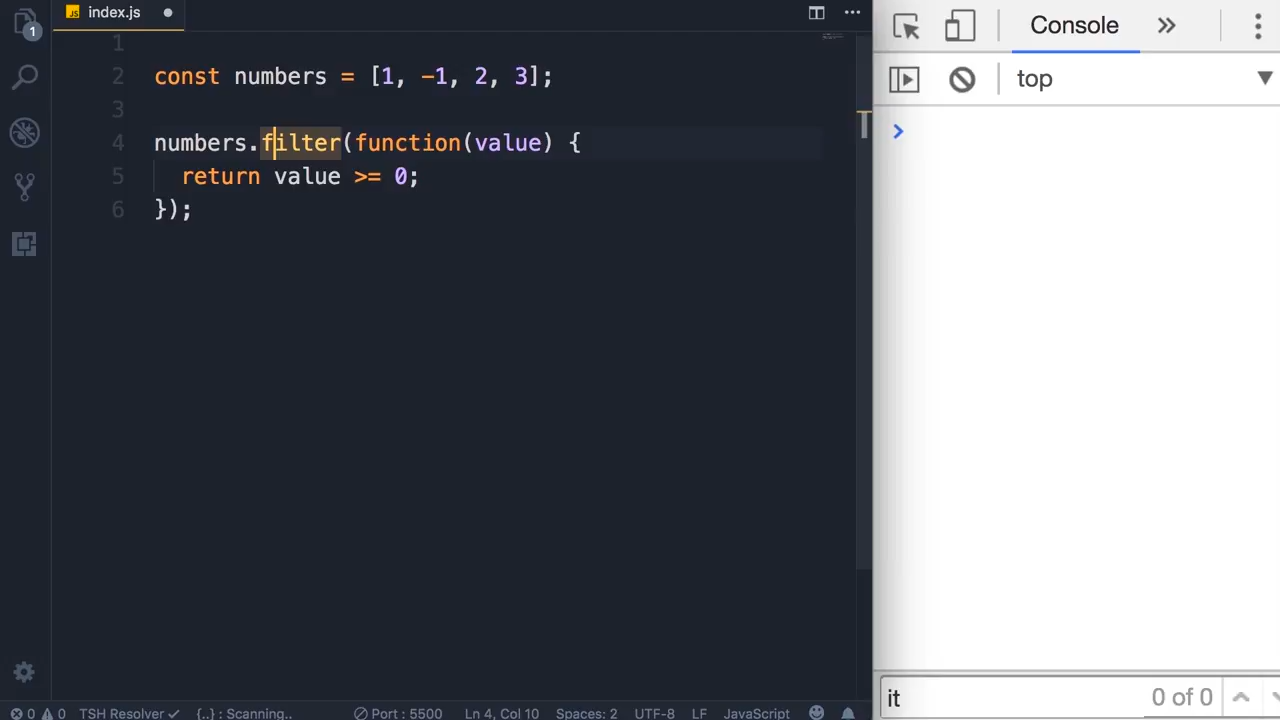 index.js
1
JS
1
2 const numbers = [1, -1, 2, 3];
3
4 numbers.filter(function(value) {
5 return value >= 0;
6 });
0 0 TSH Resolver {..} : Scanning.. Port : 5500 Ln 4, Col 10 Spaces: 2 UTF-8 LF JavaScript
Console
top
it 0 of 0